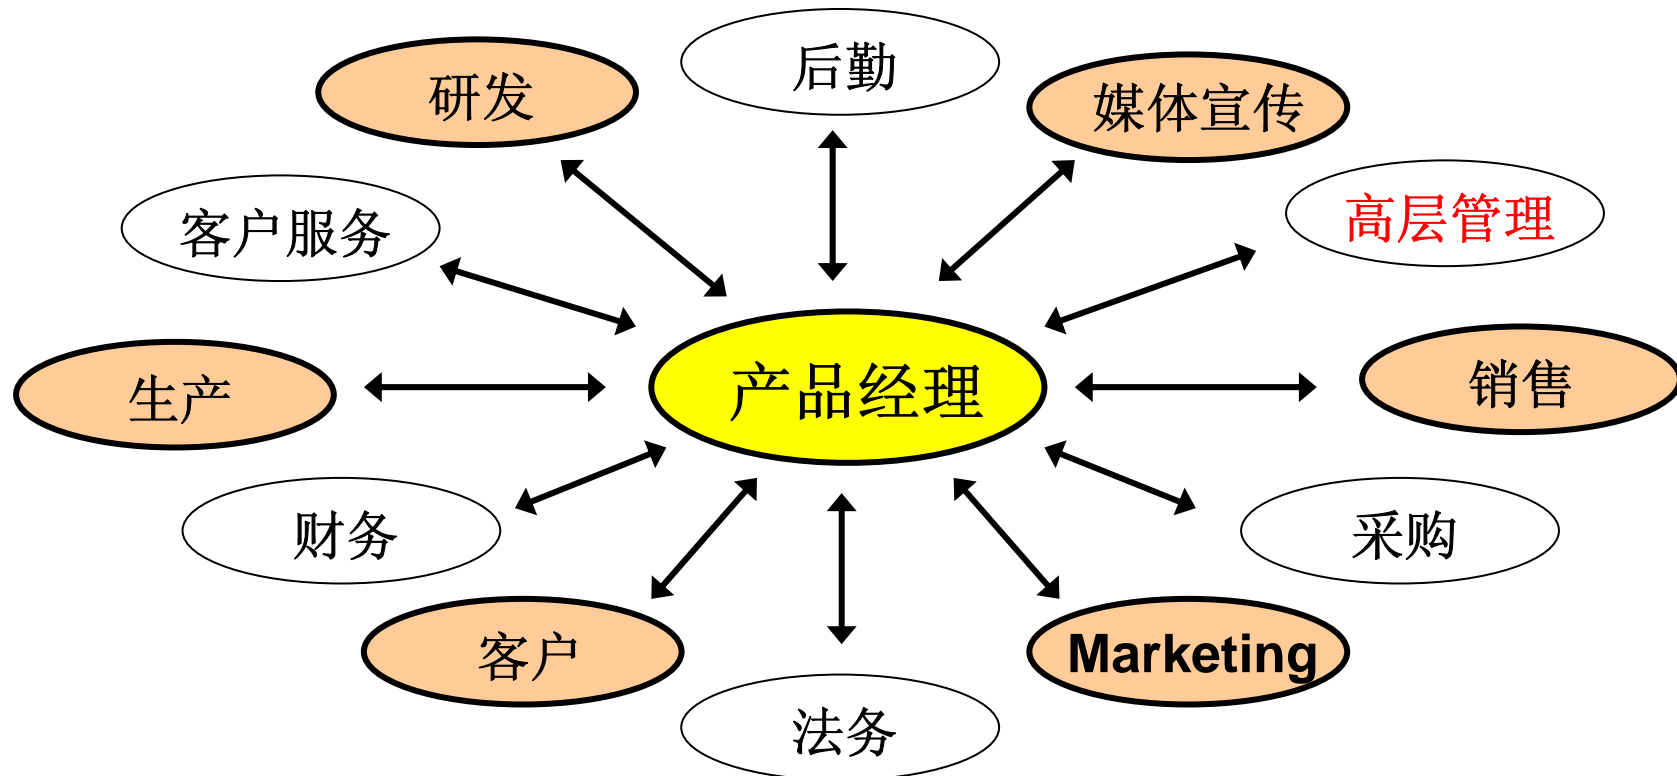 后勤
研发
媒体宣传
高层管理
客户服务
产品经理
销售
生产
财务
采购
客户
Marketing
法务